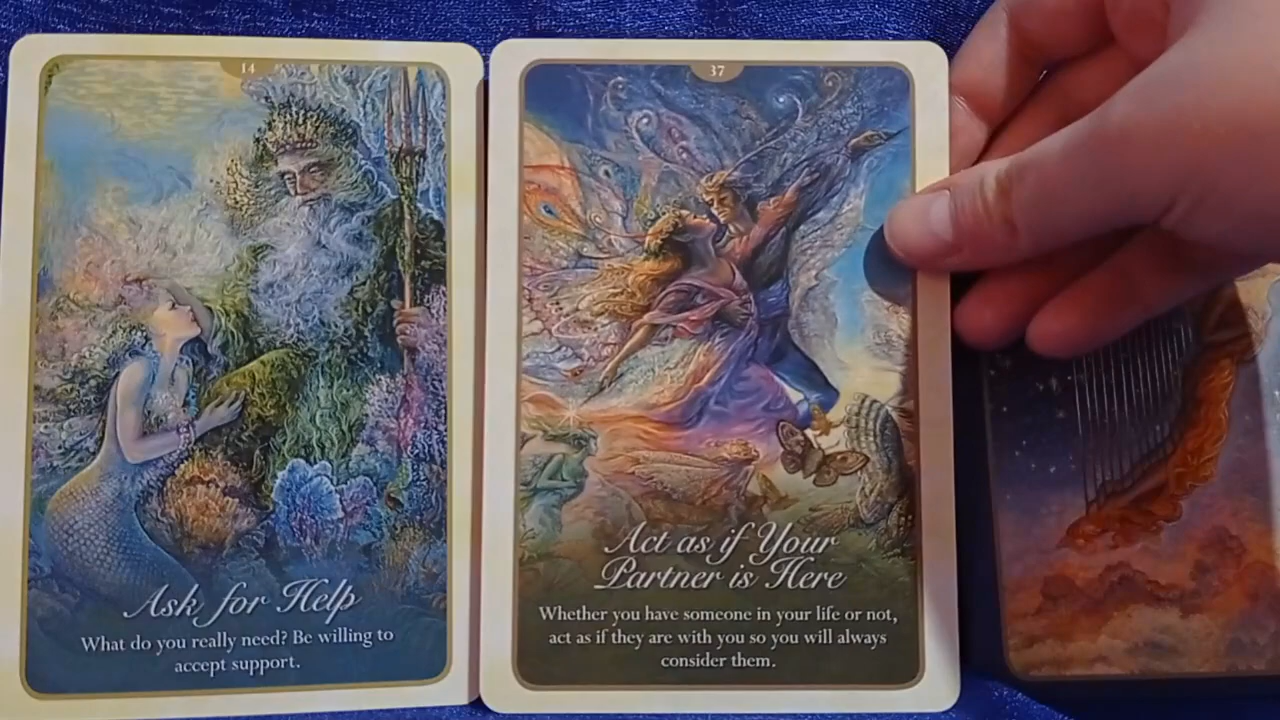 14
Ask for Help
What do you really need? Be willing to
accept support.
37
Act as if Your
Partner is Here
Whether you have someone in your life or not,
act as if they are with you so you will always
consider them.